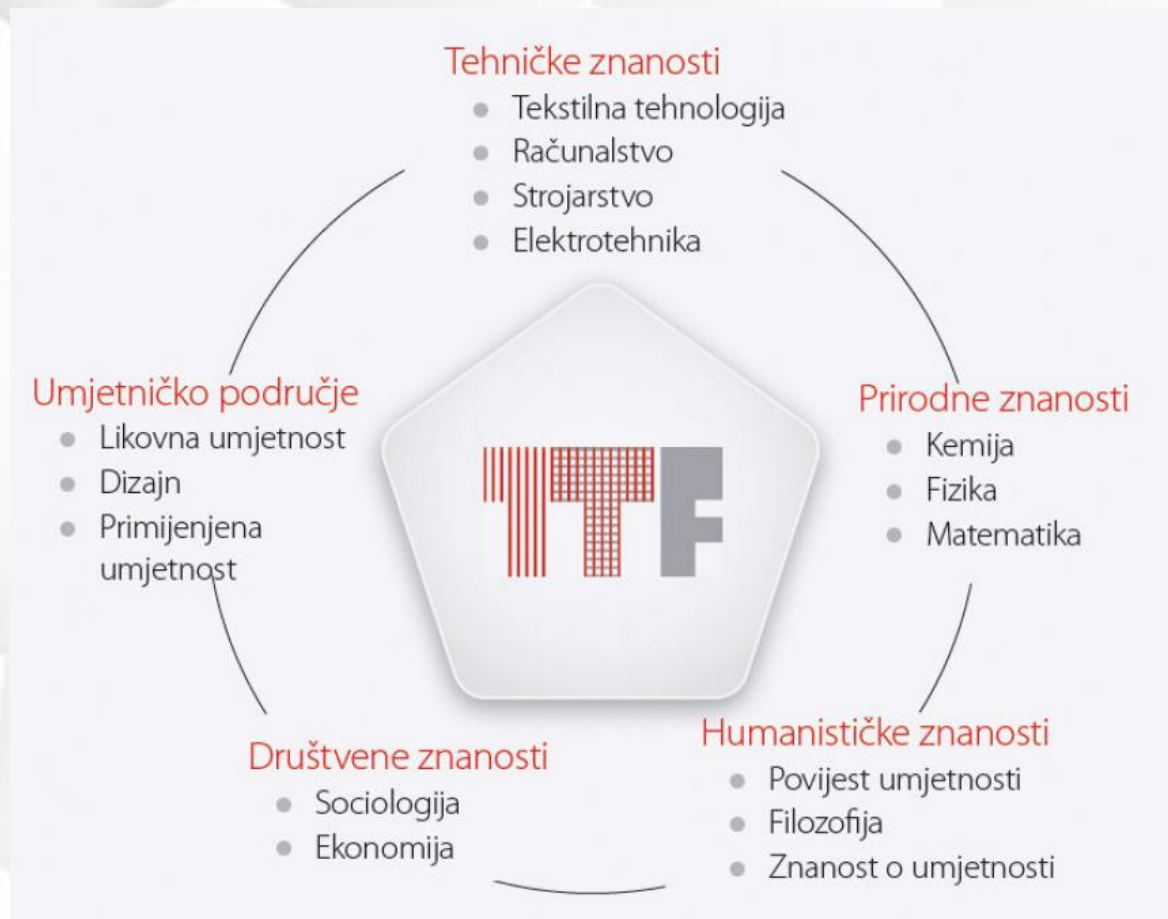 Tehničke znanosti
Tekstilna tehnologija
Računalstvo
Strojarstvo
Elektrotehnika
Umjetničko područje
Likovna umjetnost
Dizajn
Primijenjena
umjetnost
TTF
Prirodne znanosti
Kemija
Fizika
Matematika
Društvene znanosti
Sociologija
Ekonomija
Humanističke znanosti
Povijest umjetnosti
Filozofija
Znanost o umjetnosti